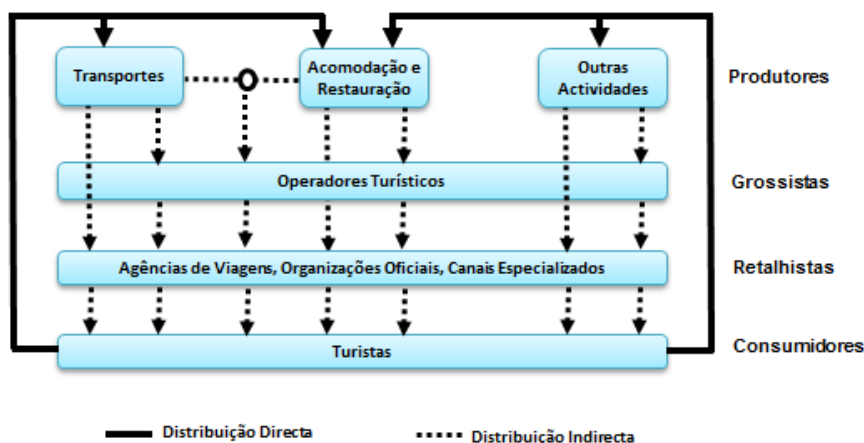 Transportes
Acomodação e
Restauração
Outras
Actividades
Produtores
Operadores Turísticos
Grossistas
Agências de Viagens, Organizações Oficiais, Canais Especializados
Retalhistas
Turistas
Consumidores
Distribuição Directa
Distribuição Indirecta